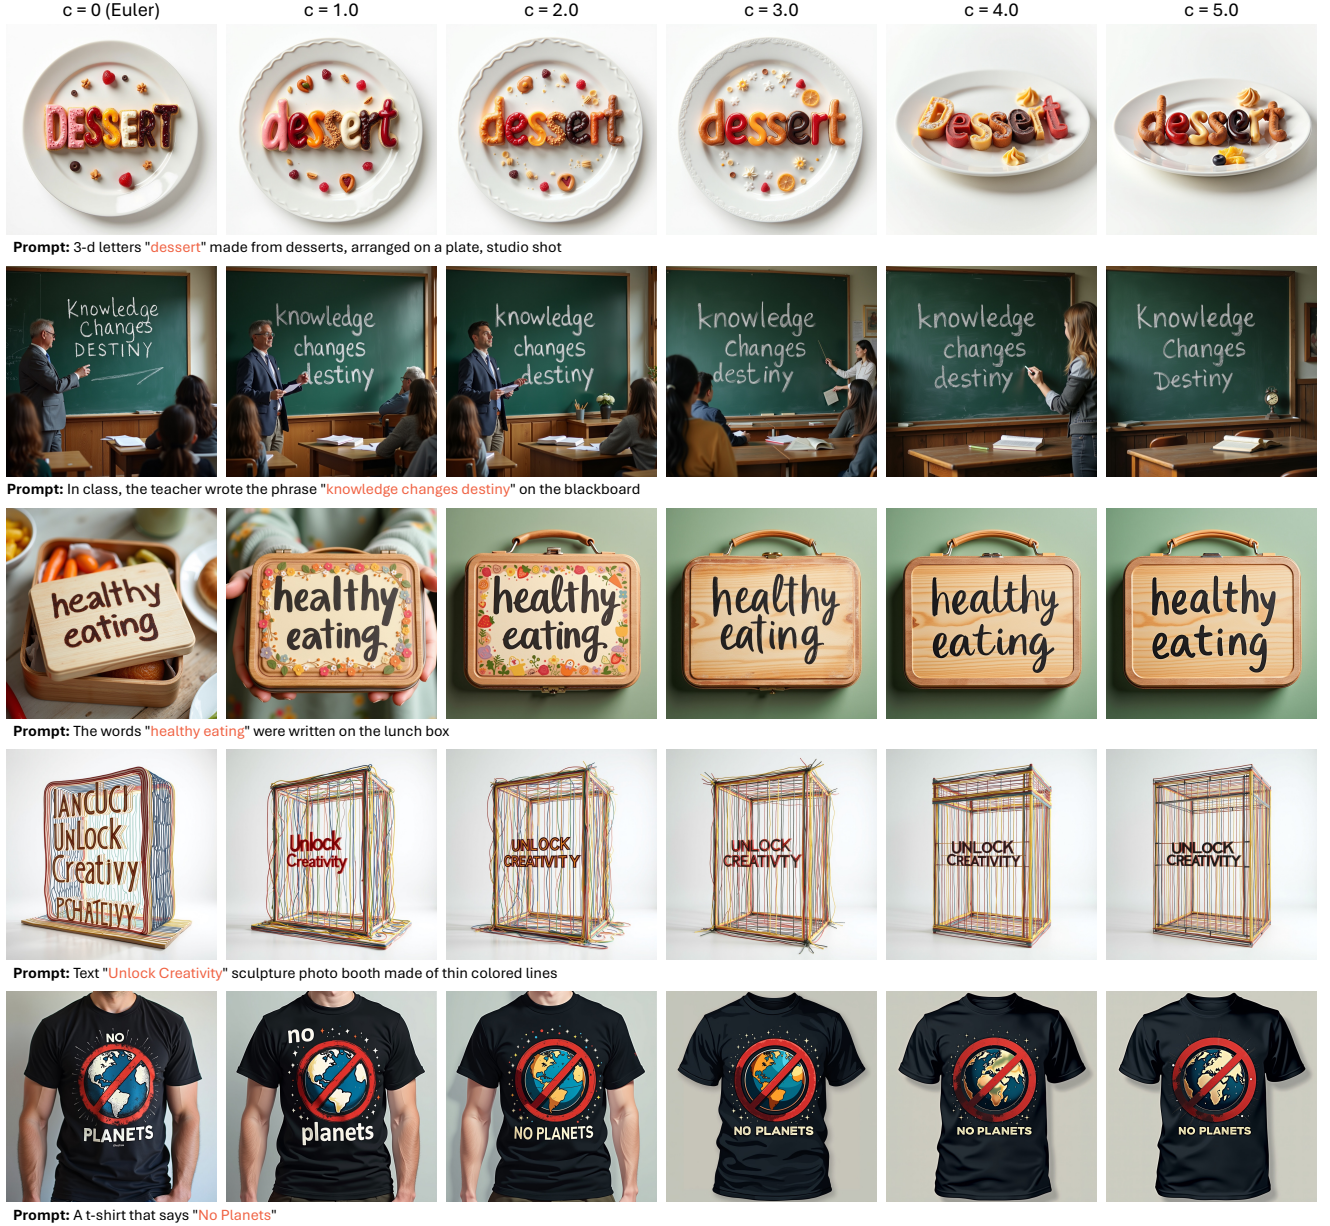 c = 0 (Euler)
c = 1.0
c = 2.0
c = 3.0
c = 4.0
c = 5.0
DESSERT
dessert
dessert
dessert
Dessert
dessert
Prompt: 3-d letters "dessert" made from desserts, arranged on a plate, studio shot
Knowledge
Changes
DESTINY
knowledge
changes
destiny
knowledge
changes
destiny
knowledge
Changes
destiny
knowledge
changes
destiny
Knowledge
Changes
Destiny
Prompt: In class, the teacher wrote the phrase "knowledge changes destiny" on the blackboard
healthy
eating
healthy
eating
healthy
eating
healthy
eating
healthy
eating
healthy
eating
Prompt: The words "healthy eating" were written on the lunch box
UnLock
Creativy
Unlock
Creativity
UNLOCK
CREATIVITY
UNLOCK
CREATIVTY
UNLOCK
CREATIVITY
UNLOCK
CREATIVITY
Prompt: Text "Unlock Creativity" sculpture photo booth made of thin colored lines
NO
PLANETS
no
planets
NO PLANETS
NO PLANETS
NO PLANETS
NO PLANETS
Prompt: A t-shirt that says "No Planets"